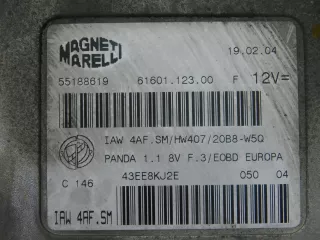 MAGNETI MARELLI
19.02.04
55188619 61601.123.00 F 12V=
IAW 4AF.SM/HW407/20B8-W5Q
PANDA 1.1 8V F.3/EOBD EUROPA
C 146 43EE8KJ2E 050 04
IAW 4AF.SM